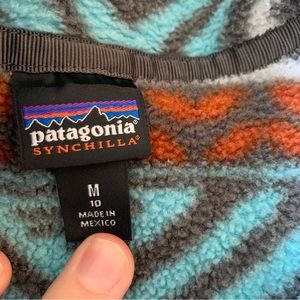 patagonia®
SYNCHILLA®
M
10
MADE IN
MEXICO